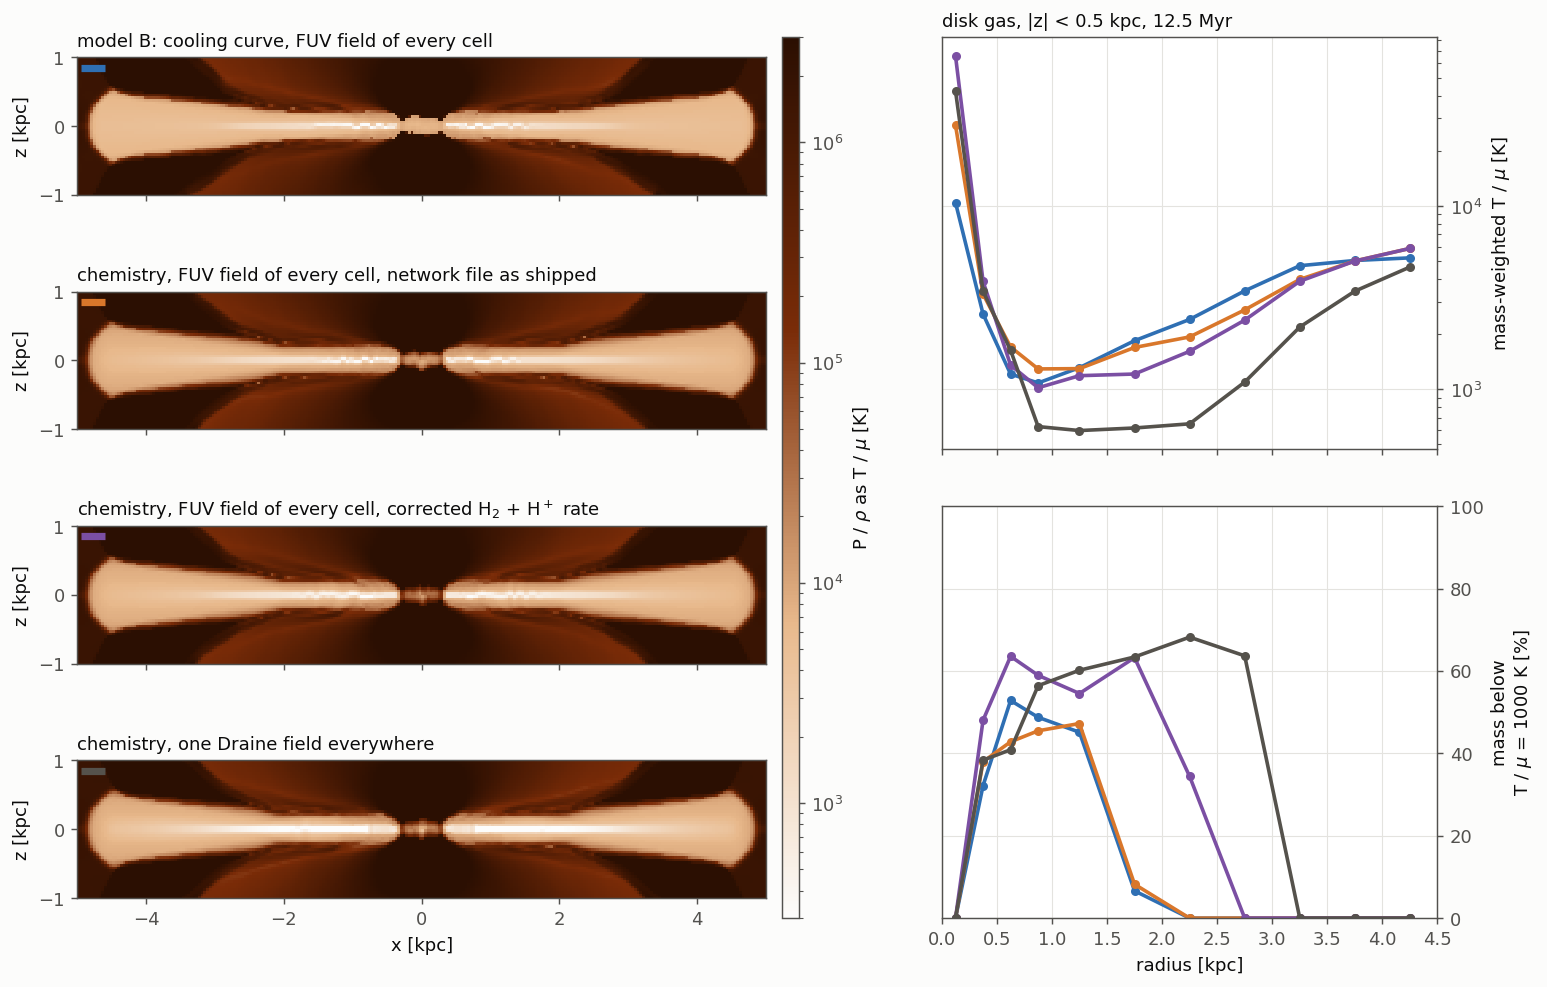 model B: cooling curve, FUV field of every cell
1
0
−1
z [kpc]
chemistry, FUV field of every cell, network file as shipped
1
0
−1
z [kpc]
chemistry, FUV field of every cell, corrected H₂ + H⁺ rate
1
0
−1
z [kpc]
chemistry, one Draine field everywhere
1
0
−1
z [kpc]
−4 −2 0 2 4
x [kpc]
10⁶
10⁵
10⁴
10³
P / ρ as T / μ [K]
disk gas, |z| < 0.5 kpc, 12.5 Myr
10⁴
10³
mass-weighted T / μ [K]
100
80
60
40
20
0
mass below
T / μ = 1000 K [%]
0.0 0.5 1.0 1.5 2.0 2.5 3.0 3.5 4.0 4.5
radius [kpc]